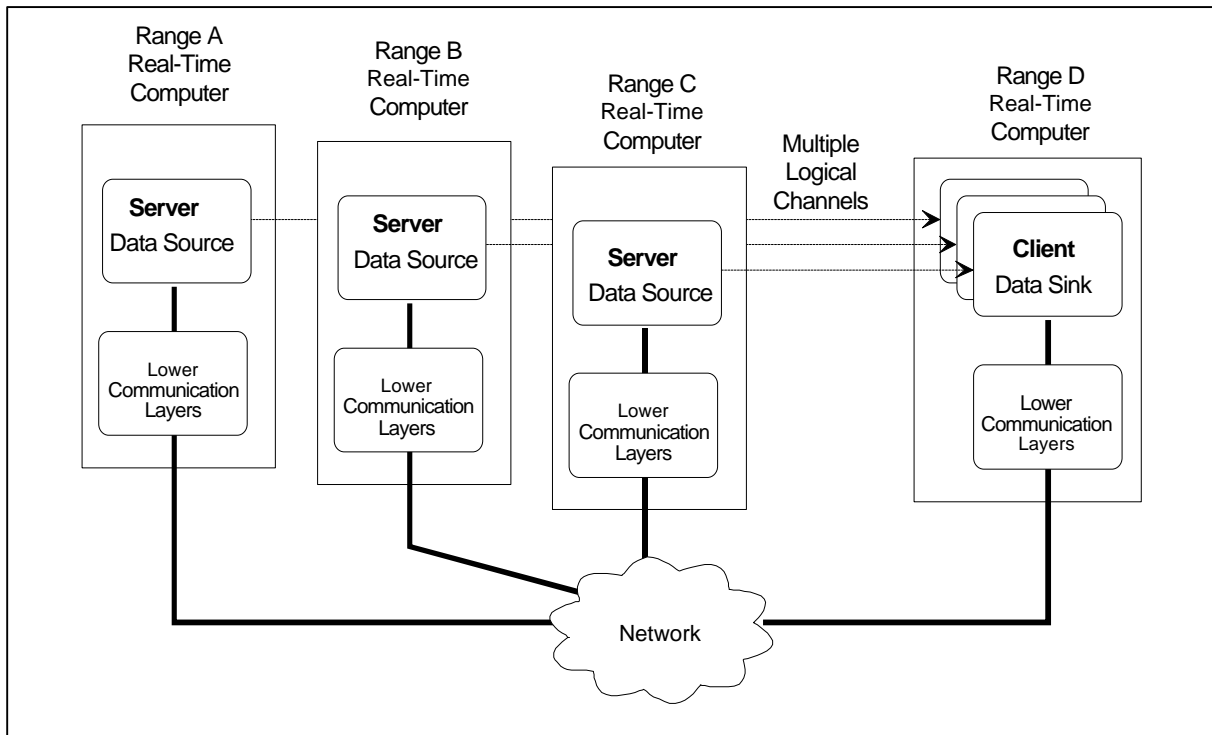 Range A
Real-Time
Computer
Server
Data Source
Lower
Communication
Layers
Range B
Real-Time
Computer
Server
Data Source
Lower
Communication
Layers
Range C
Real-Time
Computer
Server
Data Source
Lower
Communication
Layers
Multiple
Logical
Channels
Range D
Real-Time
Computer
Client
Data Sink
Lower
Communication
Layers
Network